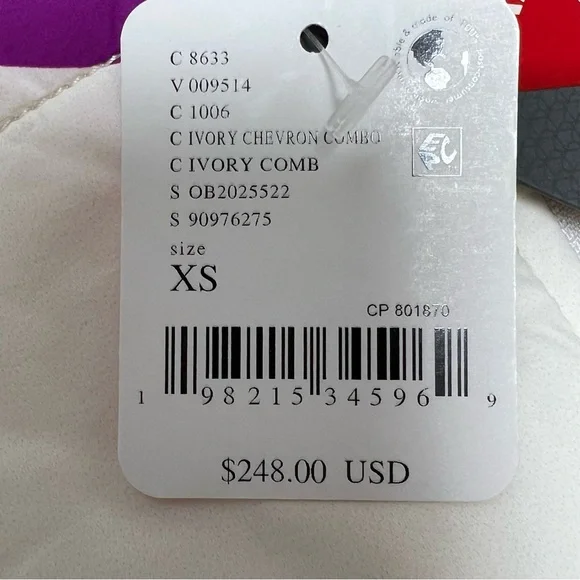 C 8633
V 009514
C 1006
C IVORY CHEVRON COMBO
C IVORY COMB
S OB2025522
S 90976275
size
XS
CP 801870
1 98215 34596 9
$248.00 USD